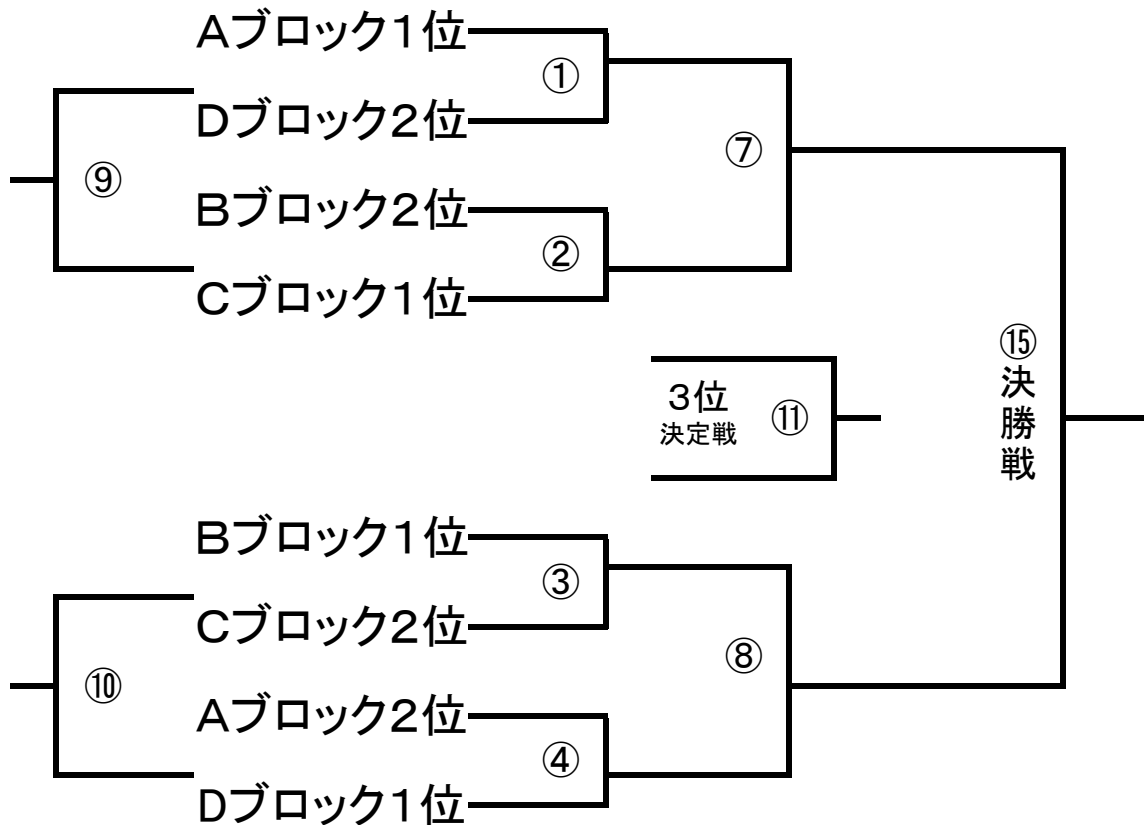 Aブロック１位
①
Dブロック２位
⑦
⑨
Bブロック２位
②
Cブロック１位
⑮
決
勝
戦
３位
決定戦
⑪
Bブロック１位
③
Cブロック２位
⑧
⑩
Aブロック２位
④
Dブロック１位